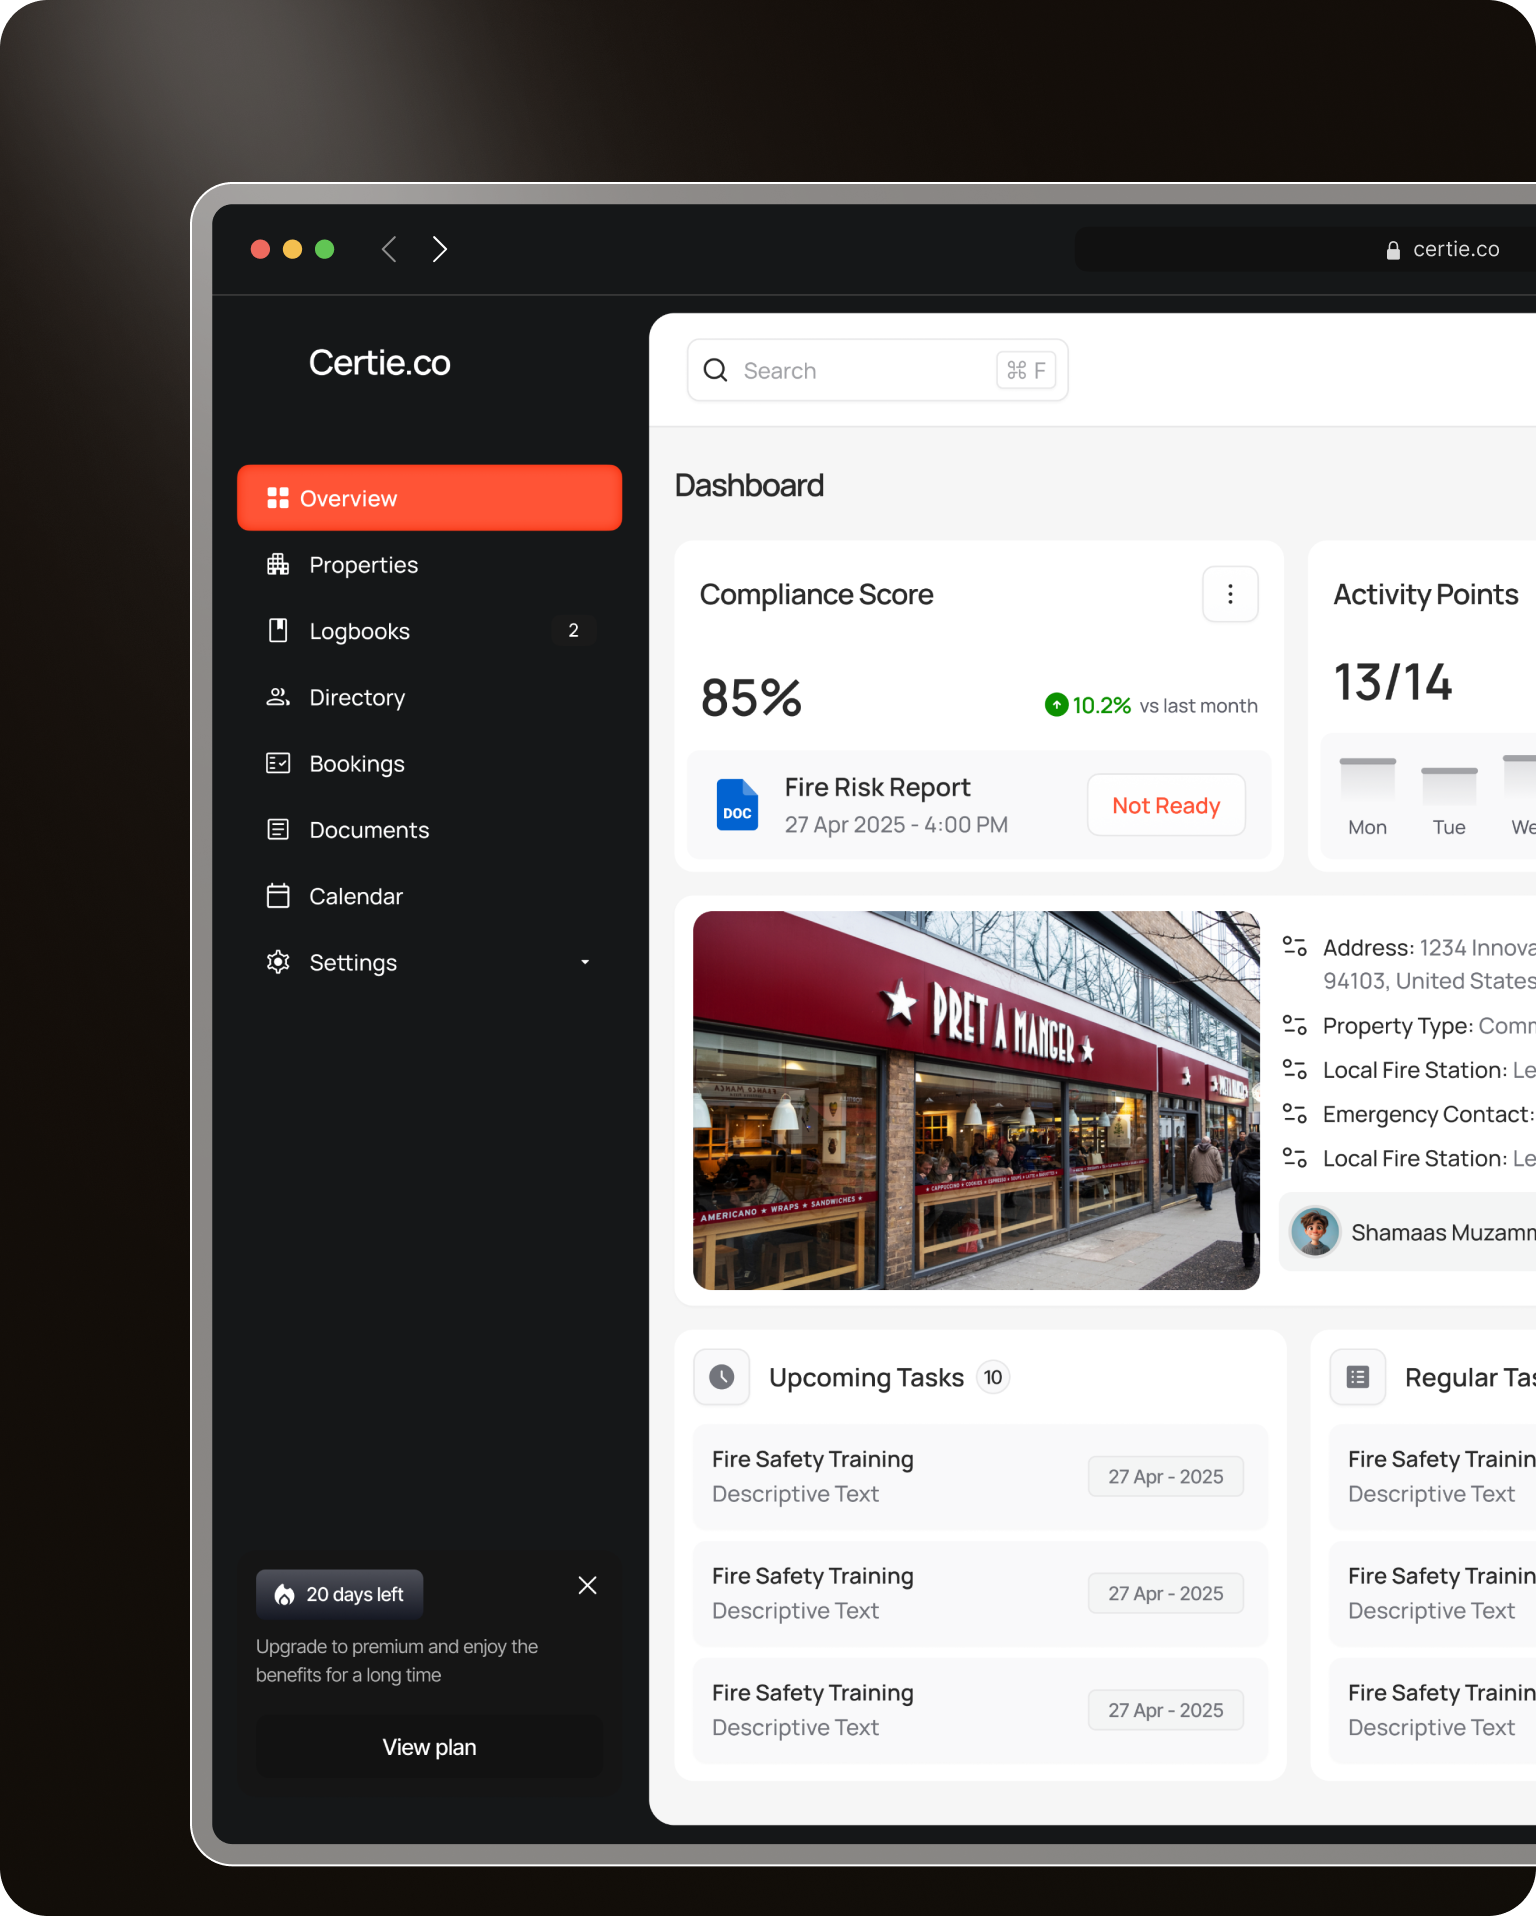 certie.co
Certie.co
Overview
Properties
Logbooks 2
Directory
Bookings
Documents
Calendar
Settings
20 days left
Upgrade to premium and enjoy the
benefits for a long time
View plan
Search ⌘ F
Dashboard
Compliance Score
85%
10.2% vs last month
DOC
Fire Risk Report
27 Apr 2025 - 4:00 PM
Not Ready
Activity Points
13/14
Mon Tue We
PRET A MANGER
AMERICANO ★ WRAPS ★ SANDWICHES ★
Address: 1234 Innova
94103, United States
Property Type: Comm
Local Fire Station: Le
Emergency Contact:
Local Fire Station: Le
Shamaas Muzamm
Upcoming Tasks 10
Fire Safety Training
Descriptive Text
27 Apr - 2025
Fire Safety Training
Descriptive Text
27 Apr - 2025
Fire Safety Training
Descriptive Text
27 Apr - 2025
Regular Tas
Fire Safety Trainin
Descriptive Text
Fire Safety Trainin
Descriptive Text
Fire Safety Trainin
Descriptive Text